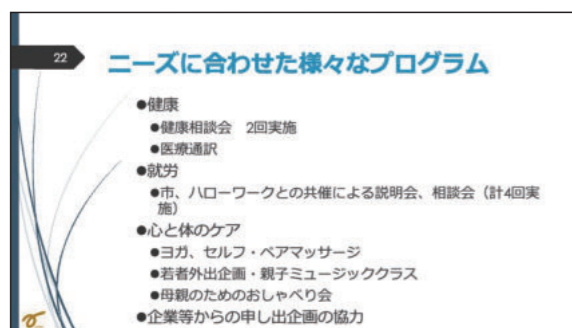 22
ニーズに合わせた様々なプログラム
●健康
●健康相談会　2回実施
●医療通訳
●就労
●市、ハローワークとの共催による説明会、相談会（計4回実
施）
●心と体のケア
●ヨガ、セルフ・ペアマッサージ
●若者外出企画・親子ミュージッククラス
●母親のためのおしゃべり会
●企業等からの申し出企画の協力